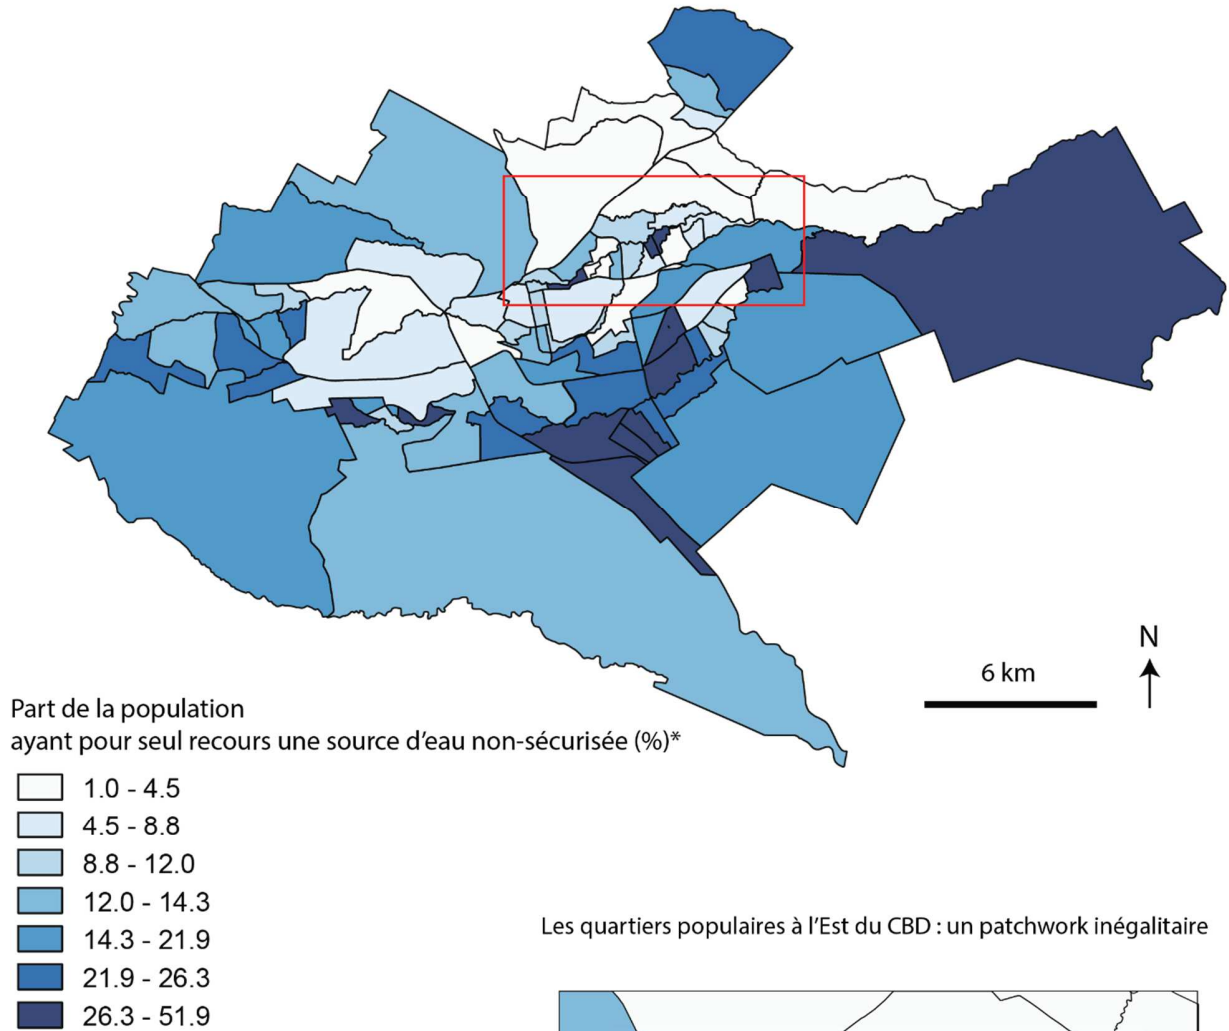 N
6 km
Part de la population
ayant pour seul recours une source d'eau non-sécurisée (%)*
1.0 - 4.5
4.5 - 8.8
8.8 - 12.0
12.0 - 14.3
14.3 - 21.9
21.9 - 26.3
26.3 - 51.9
Les quartiers populaires à l'Est du CBD : un patchwork inégalitaire